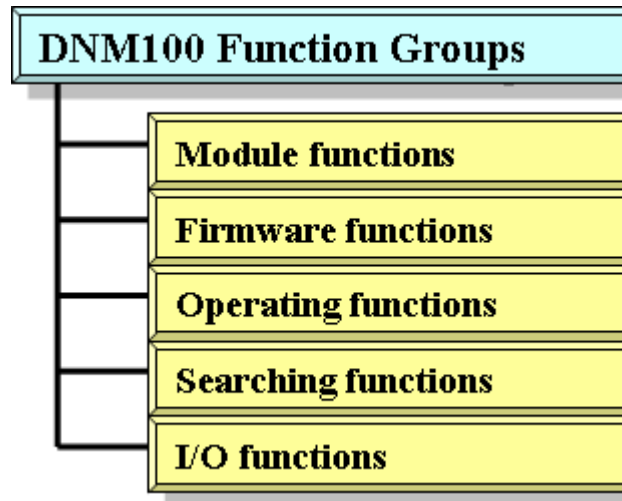 DNM100 Function Groups
Module functions
Firmware functions
Operating functions
Searching functions
I/O functions